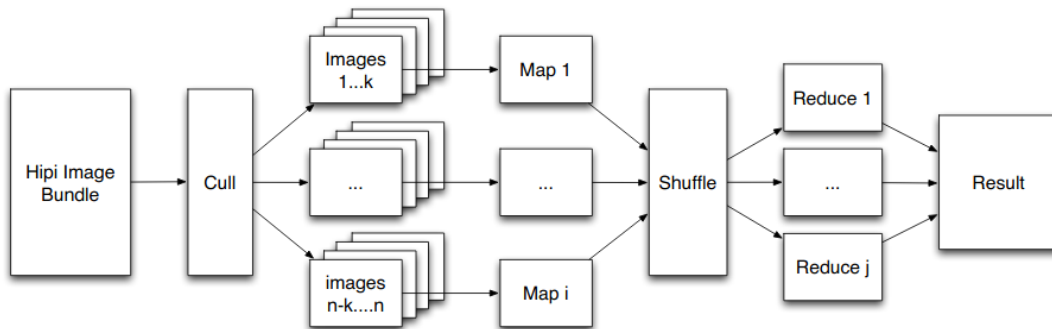 Hipi Image
Bundle
Cull
Images
1...k
...
images
n-k....n
Map 1
...
Map i
Shuffle
Reduce 1
...
Reduce j
Result